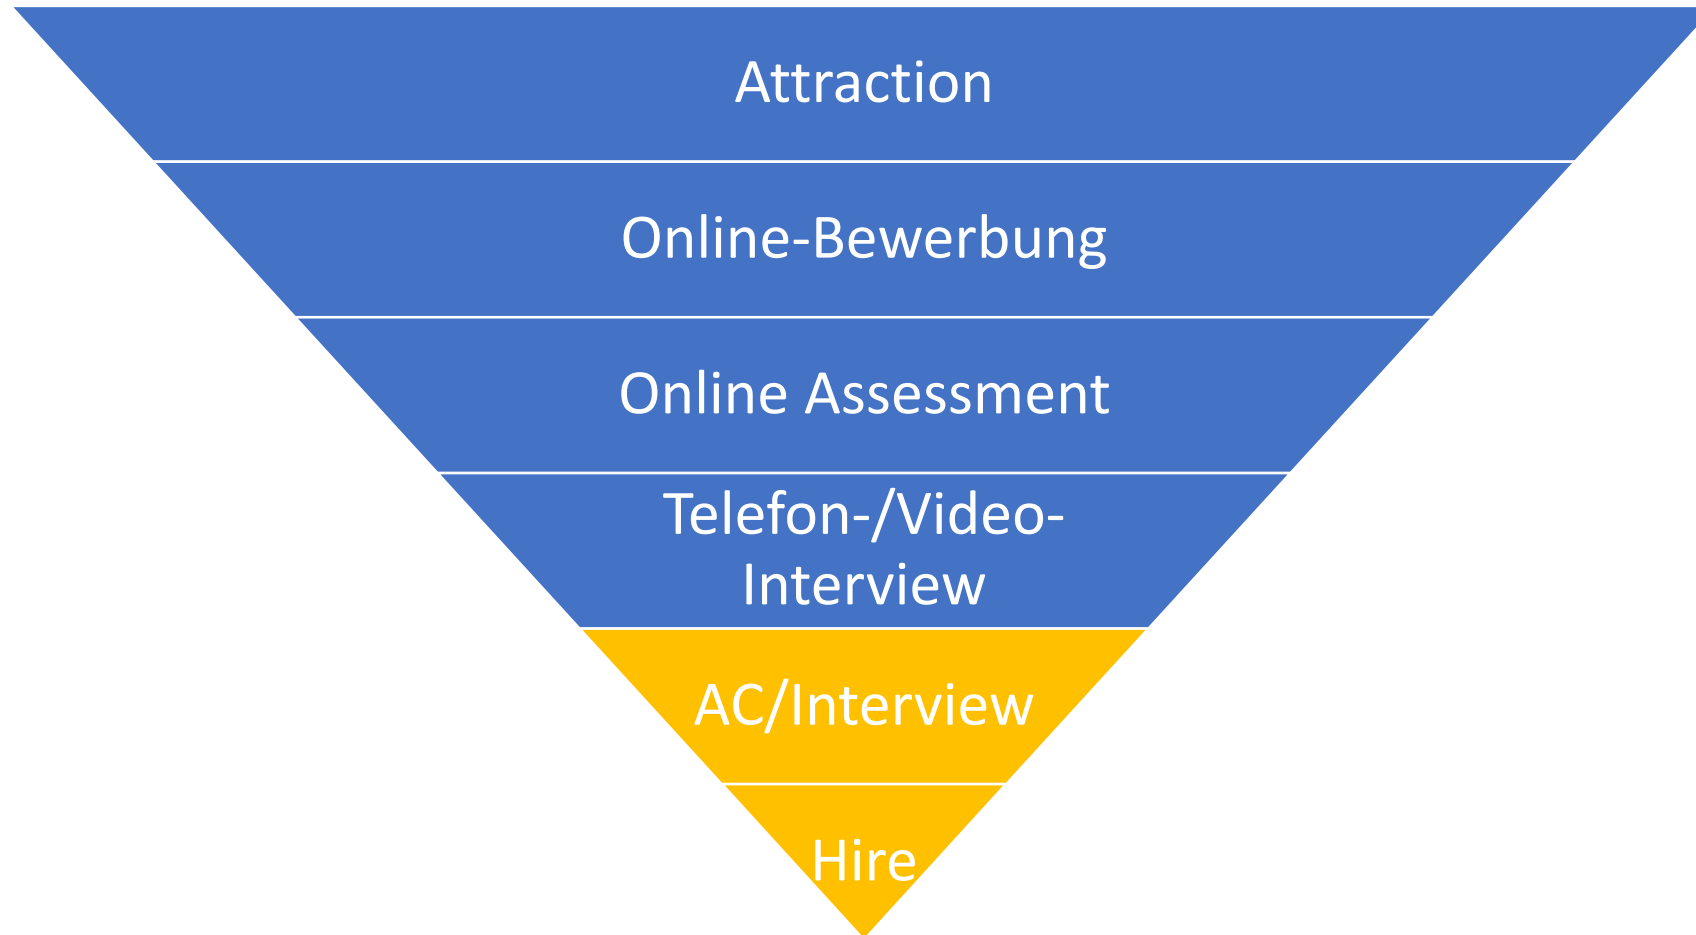 Attraction
Online-Bewerbung
Online Assessment
Telefon-/Video-
Interview
AC/Interview
Hire